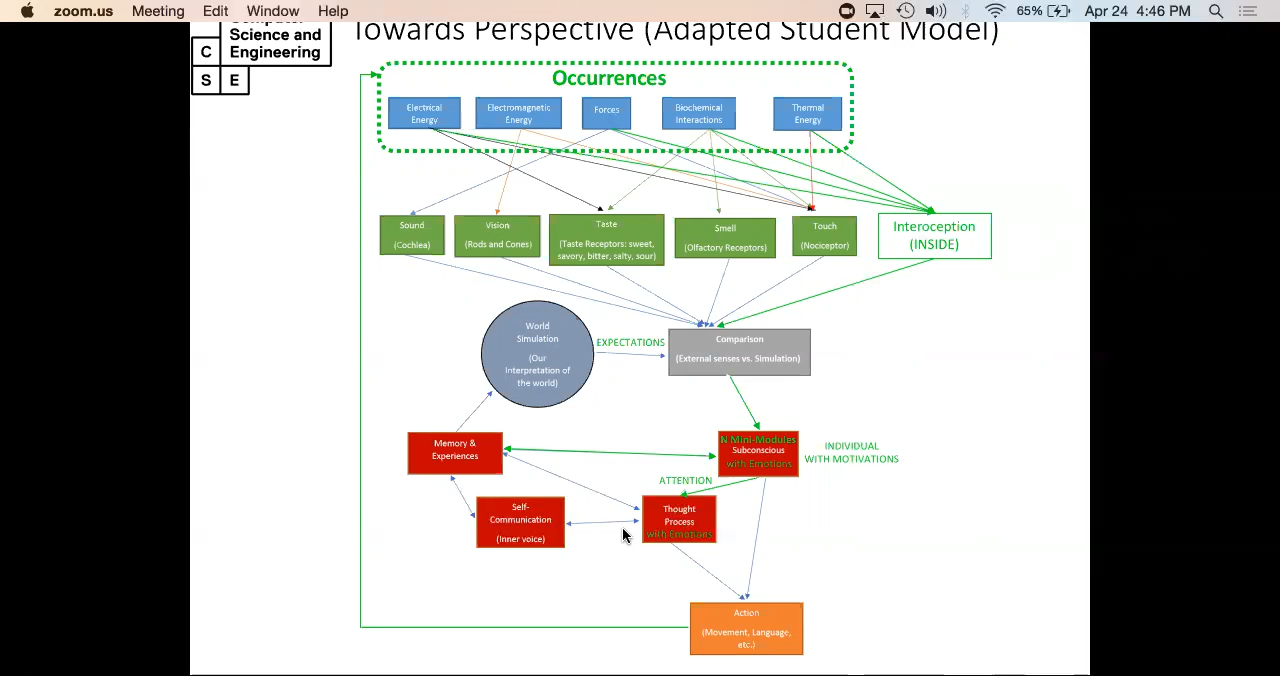 zoom.us Meeting Edit Window Help 65% Apr 24 4:46 PM
Science and
C Engineering
S E
Towards Perspective (Adapted Student Model)
Occurrences
Electrical
Energy
Electromagnetic
Energy
Forces
Biochemical
Interactions
Thermal
Energy
Sound
(Cochlea)
Vision
(Rods and Cones)
Taste
(Taste Receptors: sweet,
savory, bitter, salty, sour)
Smell
(Olfactory Receptors)
Touch
(Nociceptor)
Interoception
(INSIDE)
World
Simulation
(Our
Interpretation of
the world)
EXPECTATIONS
Comparison
(External senses vs. Simulation)
Memory &
Experiences
N Mini-Modules
Subconscious
with Emotions
INDIVIDUAL
WITH MOTIVATIONS
ATTENTION
Self-
Communication
(Inner voice)
Thought
Process
with Emotions
Action
(Movement, Language,
etc.)